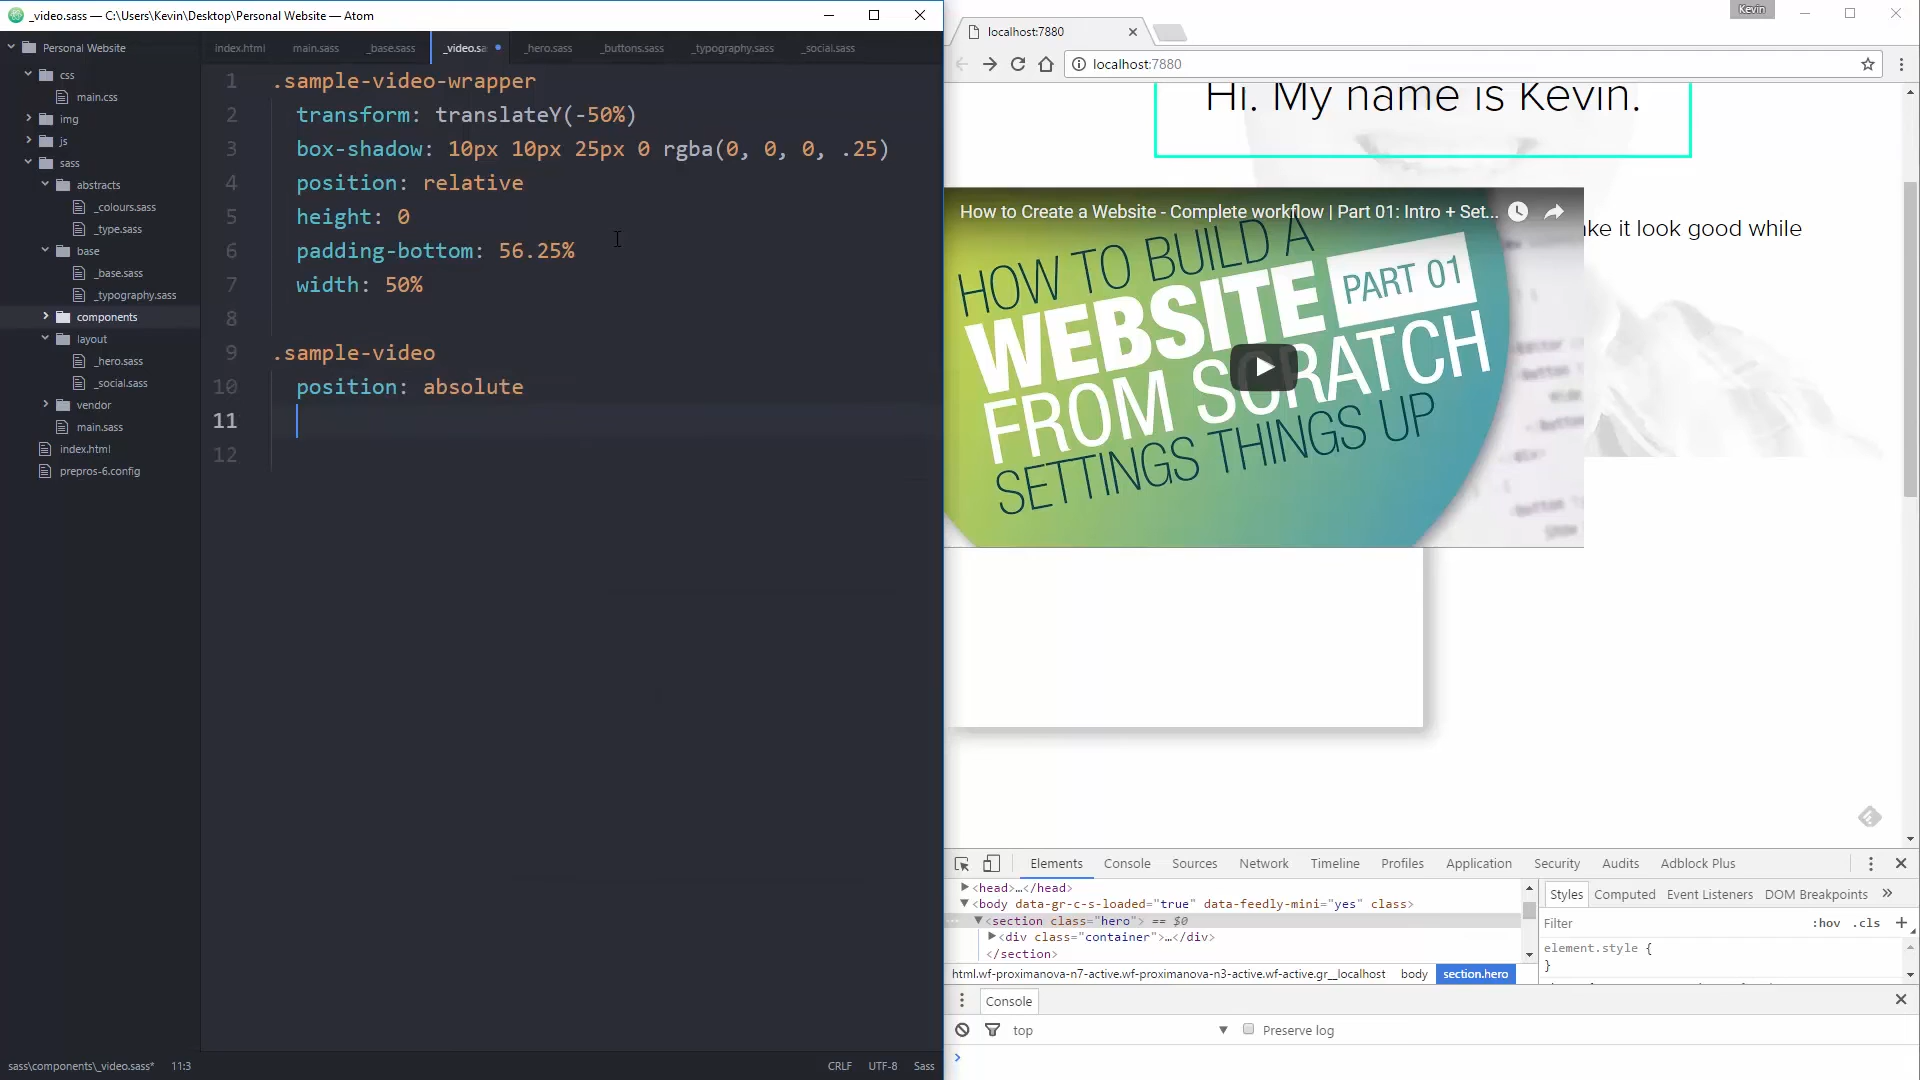 _video.sass — C:\Users\Kevin\Desktop\Personal Website — Atom
Personal Website
css
main.css
img
js
sass
abstracts
_colours.sass
_type.sass
base
_base.sass
_typography.sass
components
layout
_hero.sass
_social.sass
vendor
main.sass
index.html
prepros-6.config
index.html
main.sass
_base.sass
_video.sa
_hero.sass
_buttons.sass
_typography.sass
_social.sass
1 .sample-video-wrapper
2 transform: translateY(-50%)
3 box-shadow: 10px 10px 25px 0 rgba(0, 0, 0, .25)
4 position: relative
5 height: 0
6 padding-bottom: 56.25%
7 width: 50%
8
9 .sample-video
10 position: absolute
11
12
sass\components\_video.sass* 11:3
CRLF UTF-8 Sass
Kevin
localhost:7880
localhost:7880
Hi. My name is Kevin.
ke it look good while
How to Create a Website - Complete workflow | Part 01: Intro + Set...
HOW TO BUILD A
WEBSITE PART 01
FROM SCRATCH
SETTINGS THINGS UP
Elements Console Sources Network Timeline Profiles Application Security Audits Adblock Plus
<head>…</head>
<body data-gr-c-s-loaded="true" data-feedly-mini="yes" class>
<section class="hero"> == $0
<div class="container">…</div>
</section>
html.wf-proximanova-n7-active.wf-proximanova-n3-active.wf-active.gr__localhost body section.hero
Styles Computed Event Listeners DOM Breakpoints »
Filter :hov .cls +
element.style {
}
Console
top Preserve log